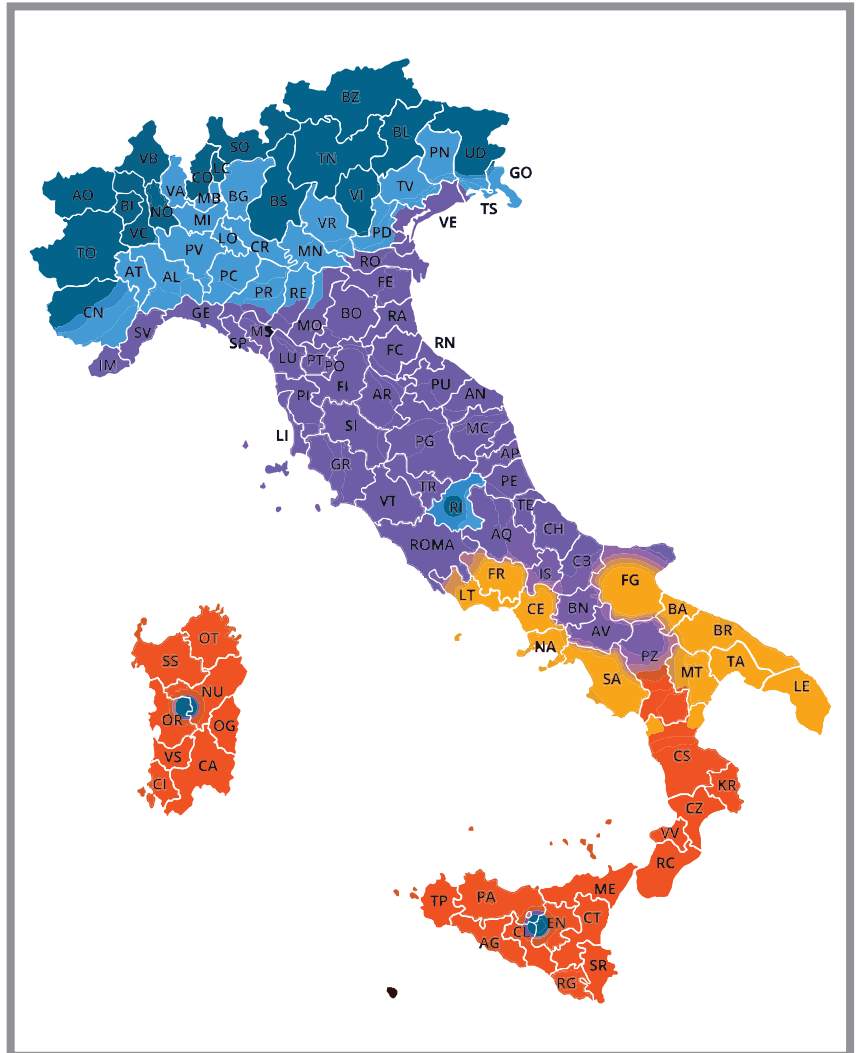 BZ
BL
SO
TN
PN
UD
VB
LC
CO
GO
VA
AO
MB
BG
BS
VI
TV
BI
NO
TS
MI
VR
VE
VC
LO
PD
TO
PV
CR
MN
RO
AT
AL
PC
FE
PR
RE
CN
GE
BO
RA
MO
SV
MS
SP
RN
FC
LU
PT
PO
IM
PU
FI
PI
AR
AN
SI
MC
LI
PG
AP
GR
PE
TR
VT
RI
TE
CH
AQ
ROMA
CB
IS
FR
FG
LT
CE
BN
BA
AV
BR
OT
NA
PZ
SS
TA
MT
SA
LE
NU
OR
OG
CS
VS
CA
CI
KR
CZ
VV
RC
ME
PA
TP
CT
EN
CL
AG
SR
RG